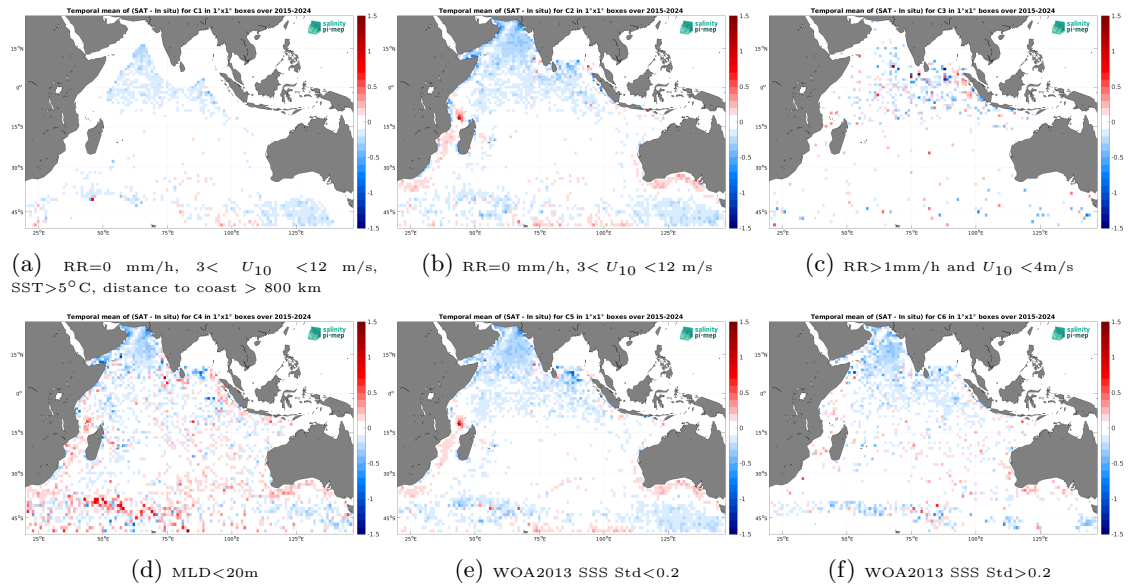 Temporal mean of (SAT - In situ) for C1 in 1°x1° boxes over 2015-2024
salinity
pi-mep
15°N
0°
15°S
30°S
45°S
25°E
50°E
75°E
100°E
125°E
1.5
1
0.5
0
-0.5
-1
-1.5
(a) RR=0 mm/h, 3< U10 <12 m/s,
SST>5°C, distance to coast > 800 km
Temporal mean of (SAT - In situ) for C2 in 1°x1° boxes over 2015-2024
salinity
pi-mep
15°N
0°
15°S
30°S
45°S
25°E
50°E
75°E
100°E
125°E
1.5
1
0.5
0
-0.5
-1
-1.5
(b) RR=0 mm/h, 3< U10 <12 m/s
Temporal mean of (SAT - In situ) for C3 in 1°x1° boxes over 2015-2024
salinity
pi-mep
15°N
0°
15°S
30°S
45°S
25°E
50°E
75°E
100°E
125°E
1.5
1
0.5
0
-0.5
-1
-1.5
(c) RR>1mm/h and U10 <4m/s
Temporal mean of (SAT - In situ) for C4 in 1°x1° boxes over 2015-2024
salinity
pi-mep
15°N
0°
15°S
30°S
45°S
25°E
50°E
75°E
100°E
125°E
1.5
1
0.5
0
-0.5
-1
-1.5
(d) MLD<20m
Temporal mean of (SAT - In situ) for C5 in 1°x1° boxes over 2015-2024
salinity
pi-mep
15°N
0°
15°S
30°S
45°S
25°E
50°E
75°E
100°E
125°E
1.5
1
0.5
0
-0.5
-1
-1.5
(e) WOA2013 SSS Std<0.2
Temporal mean of (SAT - In situ) for C6 in 1°x1° boxes over 2015-2024
salinity
pi-mep
15°N
0°
15°S
30°S
45°S
25°E
50°E
75°E
100°E
125°E
1.5
1
0.5
0
-0.5
-1
-1.5
(f) WOA2013 SSS Std>0.2